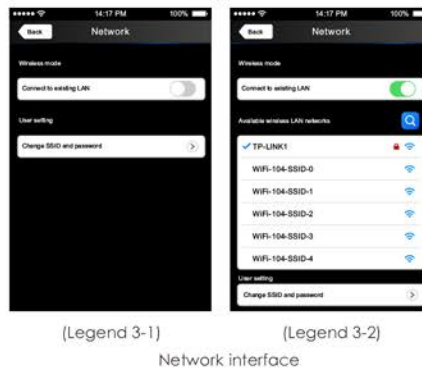 14:17 PM 100%
Back Network
Wireless mode
Connect to existing LAN
User setting
Change SSID and password
(Legend 3-1)
14:17 PM 100%
Back Network
Wireless mode
Connect to existing LAN
Available wireless LAN networks
TP-LINK1
WiFi-104-SSID-0
WiFi-104-SSID-1
WiFi-104-SSID-2
WiFi-104-SSID-3
WiFi-104-SSID-4
User setting
Change SSID and password
(Legend 3-2)
Network interface